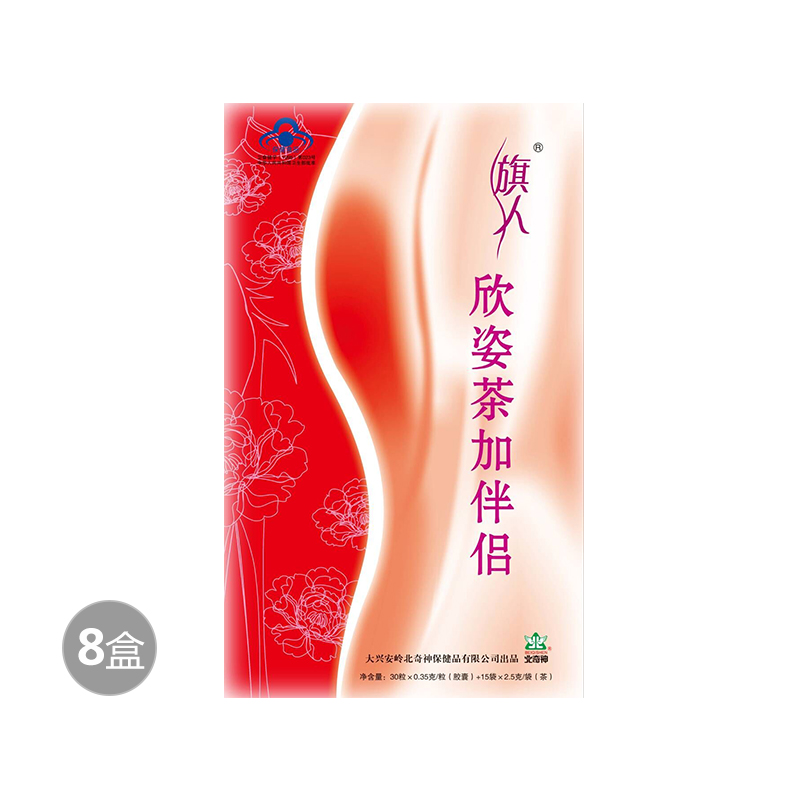 旗人®
欣姿茶加伴侣
8盒
大兴安岭北奇神保健品有限公司出品
北奇神®
净含量：30粒×0.35克/粒（胶囊）+15袋×2.5克/袋（茶）